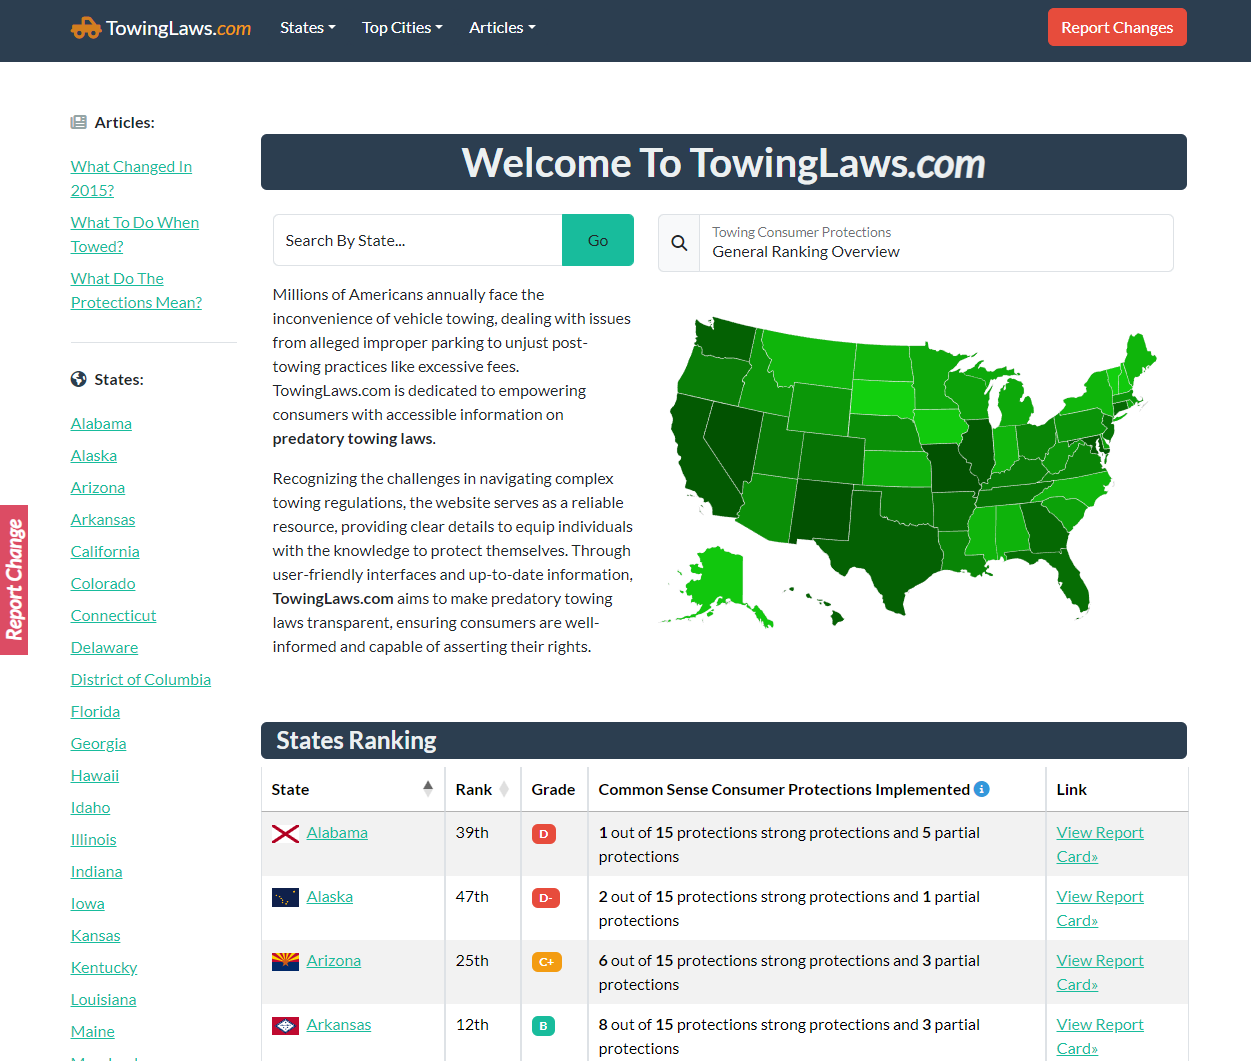 TowingLaws.com
States
Top Cities
Articles
Report Changes
Articles:
What Changed In
2015?
What To Do When
Towed?
What Do The
Protections Mean?
States:
Alabama
Alaska
Arizona
Arkansas
California
Colorado
Connecticut
Delaware
District of Columbia
Florida
Georgia
Hawaii
Idaho
Illinois
Indiana
Iowa
Kansas
Kentucky
Louisiana
Maine
Report Change
Welcome To TowingLaws.com
Search By State...
Go
Towing Consumer Protections
General Ranking Overview
Millions of Americans annually face the
inconvenience of vehicle towing, dealing with issues
from alleged improper parking to unjust post-
towing practices like excessive fees.
TowingLaws.com is dedicated to empowering
consumers with accessible information on
predatory towing laws.
Recognizing the challenges in navigating complex
towing regulations, the website serves as a reliable
resource, providing clear details to equip individuals
with the knowledge to protect themselves. Through
user-friendly interfaces and up-to-date information,
TowingLaws.com aims to make predatory towing
laws transparent, ensuring consumers are well-
informed and capable of asserting their rights.
States Ranking
State
Rank
Grade
Common Sense Consumer Protections Implemented
Link
Alabama
39th
D
1 out of 15 protections strong protections and 5 partial
protections
View Report
Card»
Alaska
47th
D-
2 out of 15 protections strong protections and 1 partial
protections
View Report
Card»
Arizona
25th
C+
6 out of 15 protections strong protections and 3 partial
protections
View Report
Card»
Arkansas
12th
B
8 out of 15 protections strong protections and 3 partial
protections
View Report
Card»